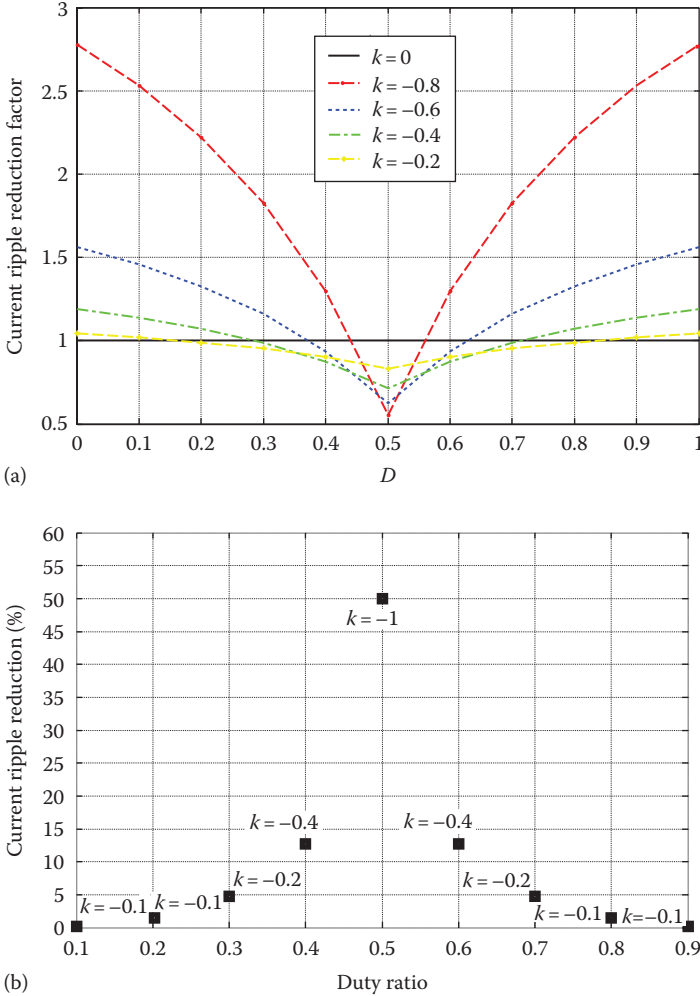 3
2.5
2
1.5
1
0.5
Current ripple reduction factor
k = 0
k = –0.8
k = –0.6
k = –0.4
k = –0.2
0 0.1 0.2 0.3 0.4 0.5 0.6 0.7 0.8 0.9 1
D
(a)
60
55
50
45
40
35
30
25
20
15
10
5
0
Current ripple reduction (%)
k = –1
k = –0.4 k = –0.4
k = –0.2 k = –0.2
k = –0.1 k = –0.1 k = –0.1 k= –0.1
0.1 0.2 0.3 0.4 0.5 0.6 0.7 0.8 0.9
Duty ratio
(b)